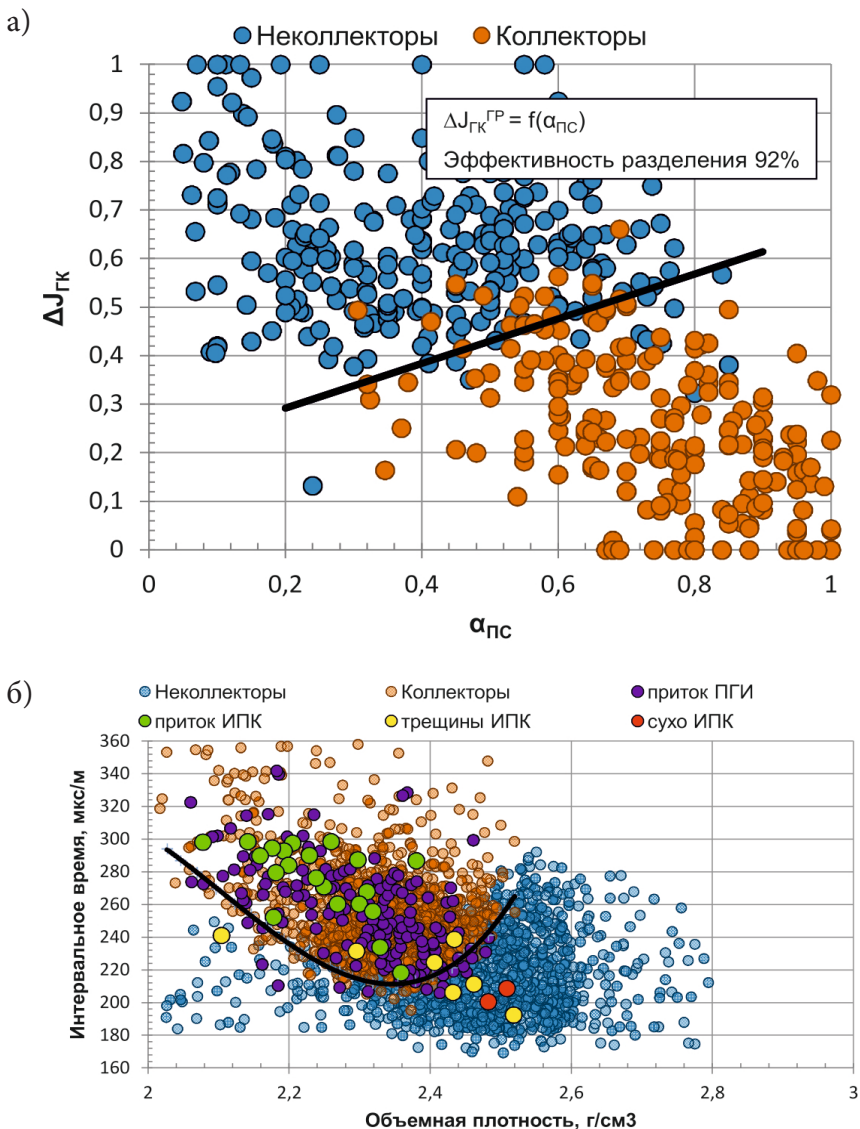 а)
Неколлекторы Коллекторы
1
0,9
0,8
0,7
0,6
0,5
0,4
0,3
0,2
0,1
0
ΔJГК
ΔJГКГР = f(αПС)
Эффективность разделения 92%
0 0,2 0,4 0,6 0,8 1
αПС
б)
Неколлекторы Коллекторы приток ПГИ
приток ИПК трещины ИПК сухо ИПК
360
340
320
300
280
260
240
220
200
180
160
Интервальное время, мкс/м
2 2,2 2,4 2,6 2,8 3
Объемная плотность, г/см3